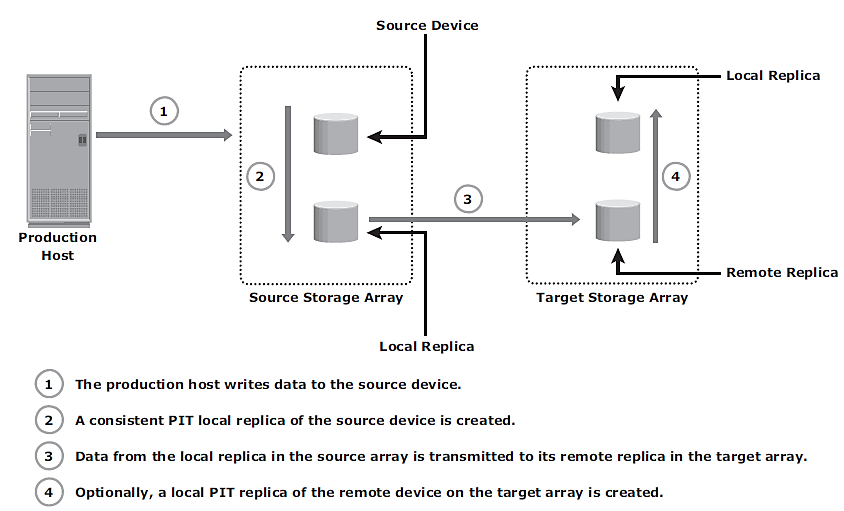 Source Device
Local Replica
1
2
3
4
Production
Host
Remote Replica
Source Storage Array
Target Storage Array
Local Replica
1 The production host writes data to the source device.
2 A consistent PIT local replica of the source device is created.
3 Data from the local replica in the source array is transmitted to its remote replica in the target array.
4 Optionally, a local PIT replica of the remote device on the target array is created.